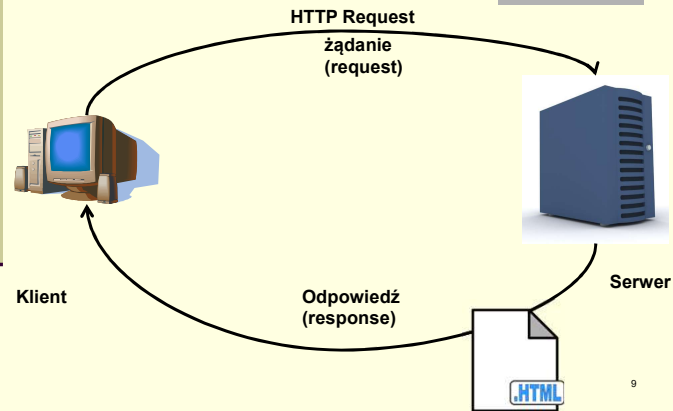 HTTP Request
żądanie
(request)
Klient
Odpowiedź
(response)
Serwer
.HTML
9